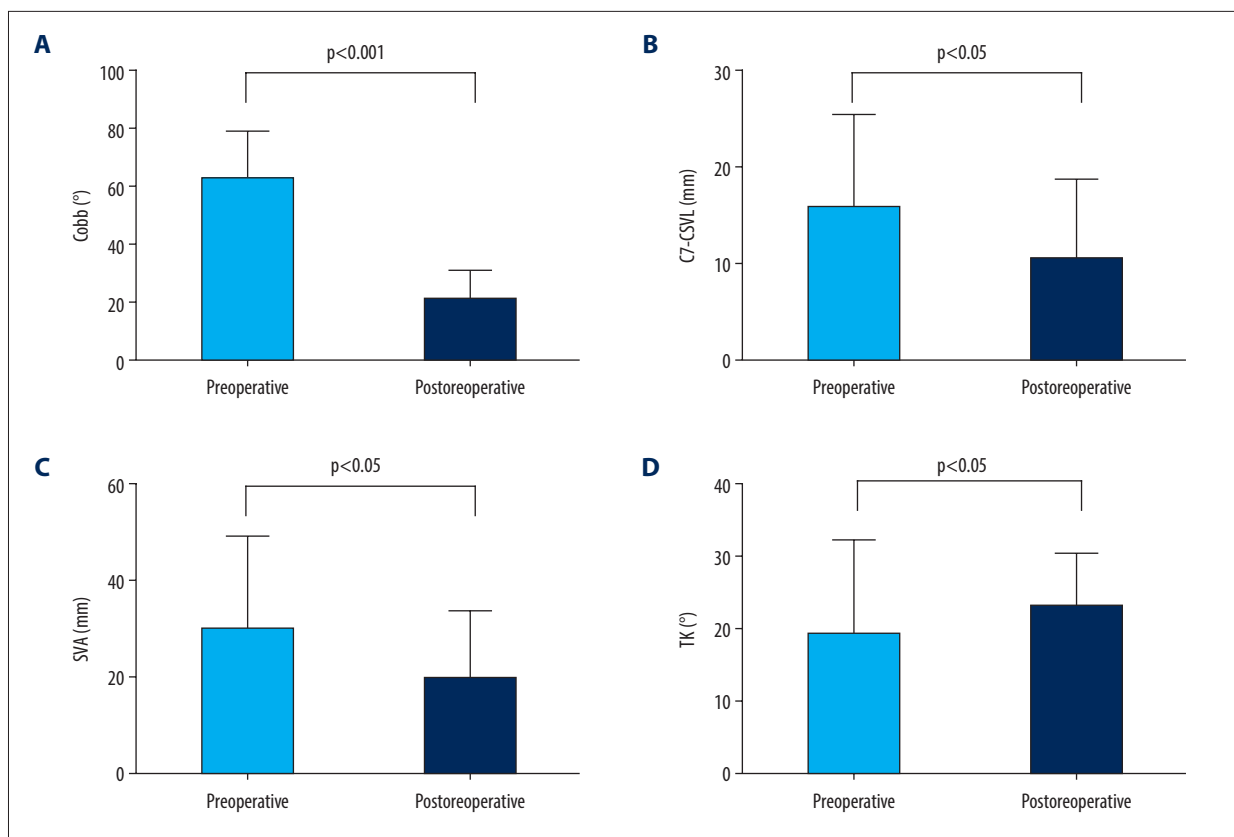 A
p<0.001
100
80
60
40
20
0
Cobb (°)
Preoperative
Postoreoperative
B
p<0.05
30
20
10
0
C7-CSVL (mm)
Preoperative
Postoreoperative
C
p<0.05
60
40
20
0
SVA (mm)
Preoperative
Postoreoperative
D
p<0.05
40
30
20
10
0
TK (°)
Preoperative
Postoreoperative